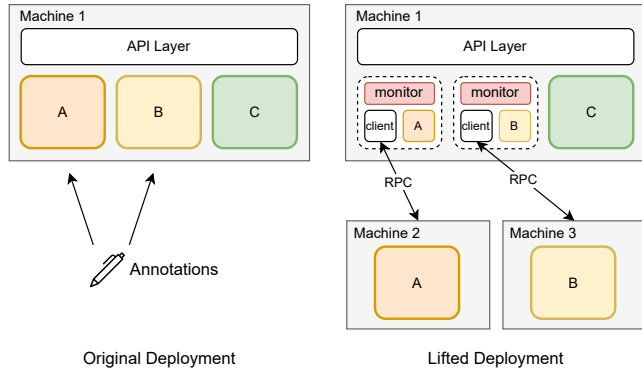 Machine 1
API Layer
A
B
C
Annotations
Original Deployment
Machine 1
API Layer
monitor
client
A
monitor
client
B
C
RPC
RPC
Machine 2
A
Machine 3
B
Lifted Deployment